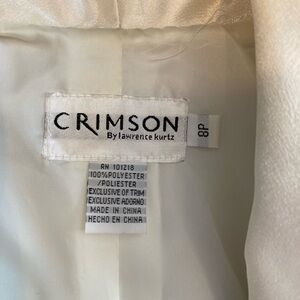 CRIMSON
By lawrence kurtz
8P
RN 101218
100%POLYESTER
/POLIESTER
EXCLUSIVE OF TRIM
EXCLUSIVE ADORNO
MADE IN CHINA
HECHO EN CHINA